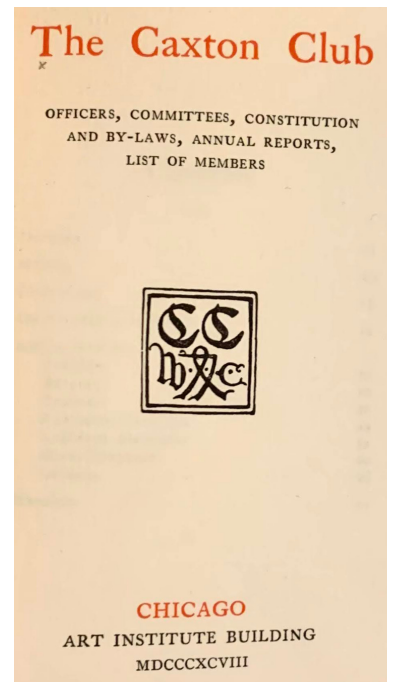 The Caxton Club
OFFICERS, COMMITTEES, CONSTITUTION
AND BY-LAWS, ANNUAL REPORTS,
LIST OF MEMBERS
CC
W C
CHICAGO
ART INSTITUTE BUILDING
MDCCCXCVIII